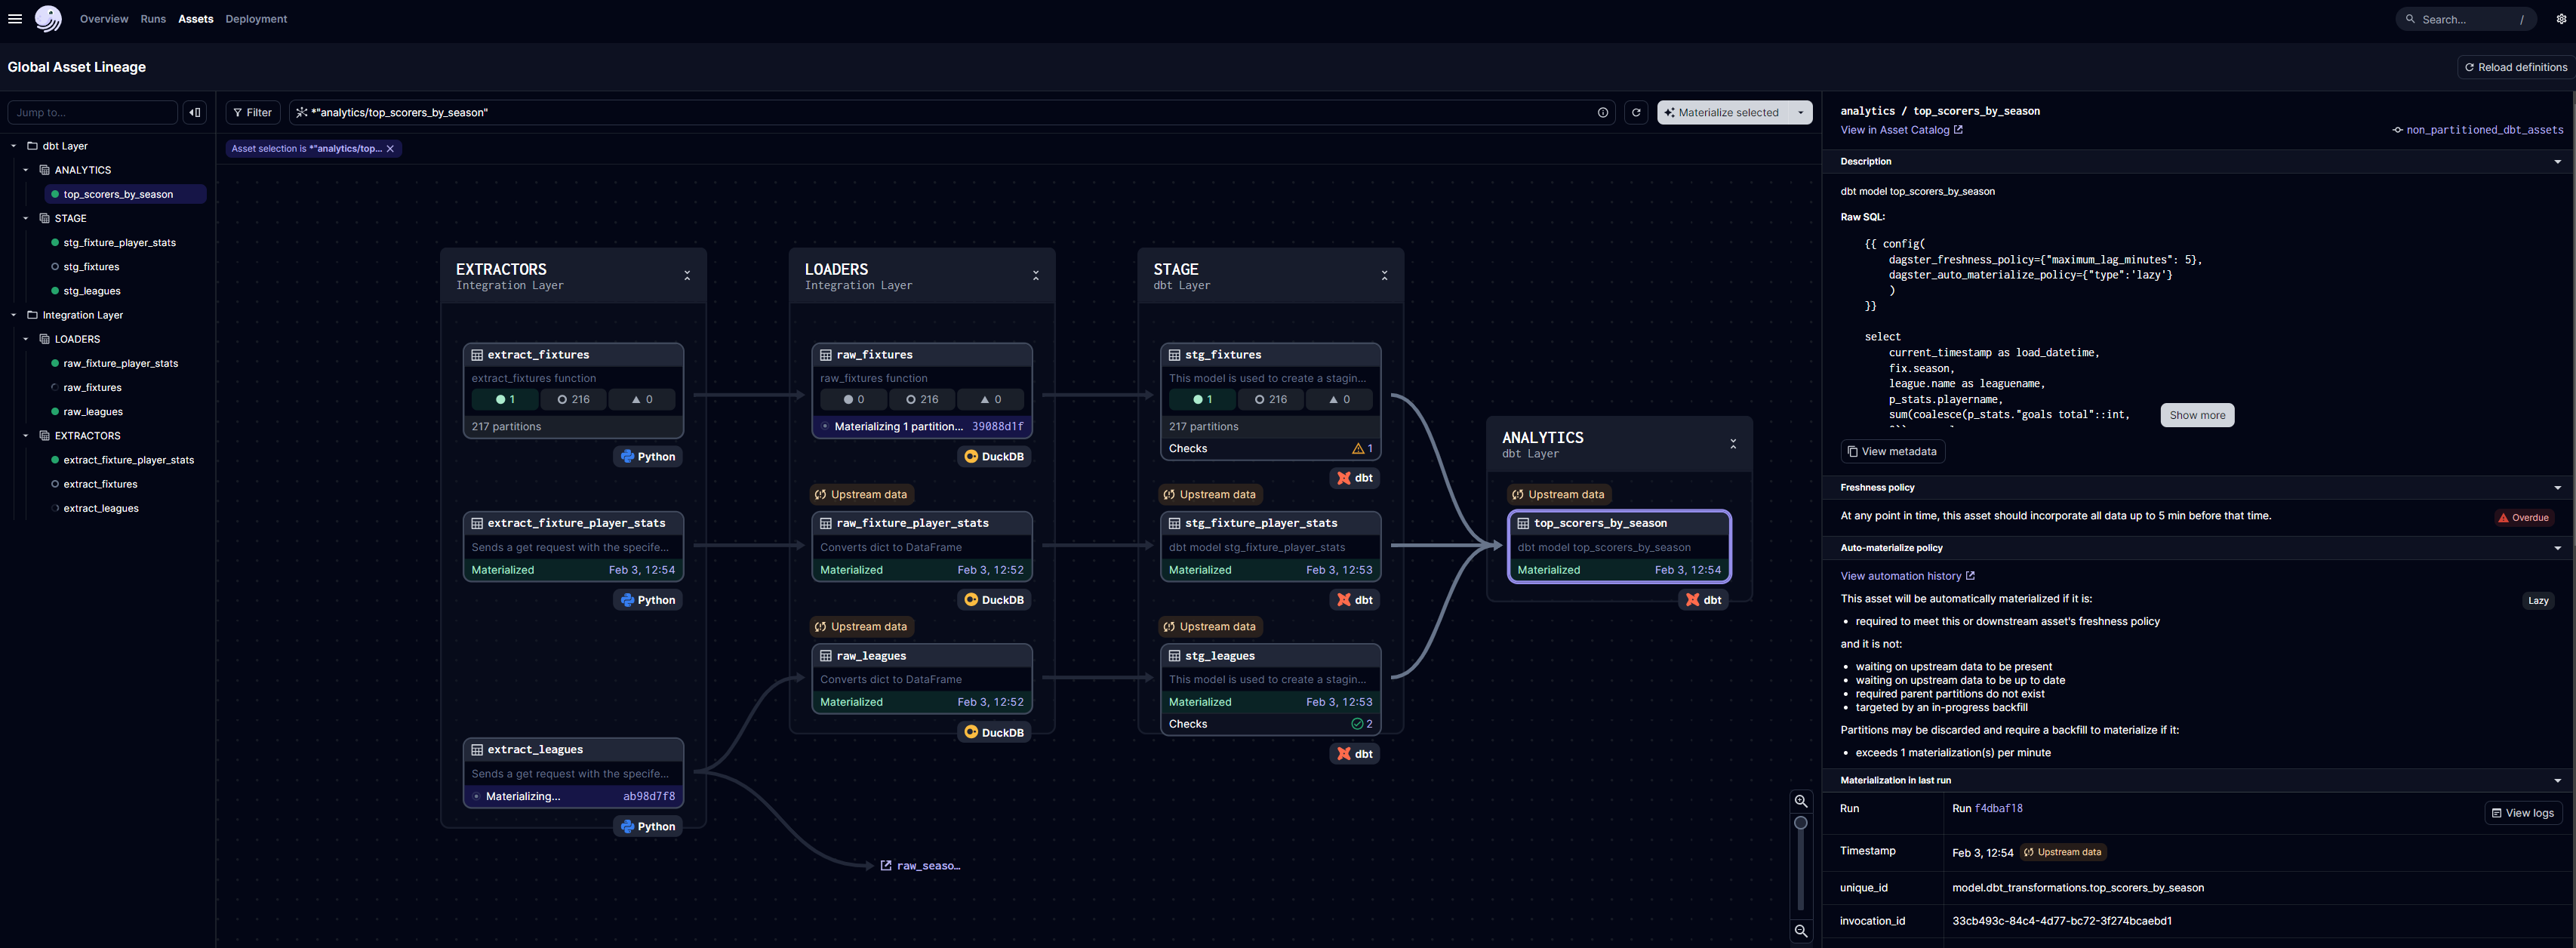 Overview Runs Assets Deployment
Search... /
Global Asset Lineage
Reload definitions
Jump to...
dbt Layer
ANALYTICS
top_scorers_by_season
STAGE
stg_fixture_player_stats
stg_fixtures
stg_leagues
Integration Layer
LOADERS
raw_fixture_player_stats
raw_fixtures
raw_leagues
EXTRACTORS
extract_fixture_player_stats
extract_fixtures
extract_leagues
Filter
*"analytics/top_scorers_by_season"
Materialize selected
Asset selection is *"analytics/top...
EXTRACTORS
Integration Layer
extract_fixtures
extract_fixtures function
1 216 0
217 partitions
Python
extract_fixture_player_stats
Sends a get request with the specife...
Materialized Feb 3, 12:54
Python
extract_leagues
Sends a get request with the specife...
Materializing... ab98d7f8
Python
LOADERS
Integration Layer
raw_fixtures
raw_fixtures function
0 216 0
Materializing 1 partition... 39088d1f
DuckDB
Upstream data
raw_fixture_player_stats
Converts dict to DataFrame
Materialized Feb 3, 12:52
DuckDB
Upstream data
raw_leagues
Converts dict to DataFrame
Materialized Feb 3, 12:52
DuckDB
raw_seaso…
STAGE
dbt Layer
stg_fixtures
This model is used to create a stagin...
1 216 0
217 partitions
Checks 1
dbt
Upstream data
stg_fixture_player_stats
dbt model stg_fixture_player_stats
Materialized Feb 3, 12:53
dbt
Upstream data
stg_leagues
This model is used to create a stagin...
Materialized Feb 3, 12:53
Checks 2
dbt
ANALYTICS
dbt Layer
Upstream data
top_scorers_by_season
dbt model top_scorers_by_season
Materialized Feb 3, 12:54
dbt
analytics / top_scorers_by_season
View in Asset Catalog
non_partitioned_dbt_assets
Description
dbt model top_scorers_by_season
Raw SQL:
{{ config(
dagster_freshness_policy={"maximum_lag_minutes": 5},
dagster_auto_materialize_policy={"type":'lazy'}
)
}}
select
current_timestamp as load_datetime,
fix.season,
league.name as leaguename,
p_stats.playername,
sum(coalesce(p_stats."goals total"::int,
Show more
View metadata
Freshness policy
At any point in time, this asset should incorporate all data up to 5 min before that time.
Overdue
Auto-materialize policy
View automation history
This asset will be automatically materialized if it is:
Lazy
• required to meet this or downstream asset's freshness policy
and it is not:
• waiting on upstream data to be present
• waiting on upstream data to be up to date
• required parent partitions do not exist
• targeted by an in-progress backfill
Partitions may be discarded and require a backfill to materialize if it:
• exceeds 1 materialization(s) per minute
Materialization in last run
Run Run f4dbaf18
View logs
Timestamp Feb 3, 12:54 Upstream data
unique_id model.dbt_transformations.top_scorers_by_season
invocation_id 33cb493c-84c4-4d77-bc72-3f274bcaebd1